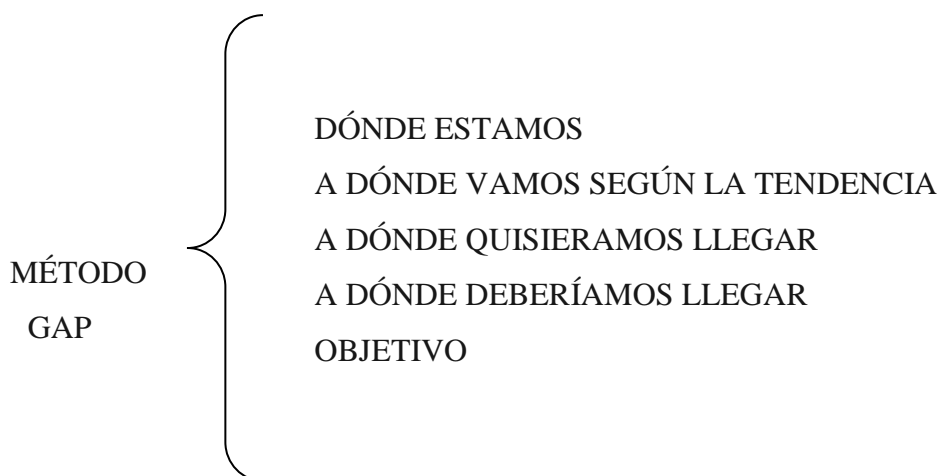 MÉTODO
GAP
DÓNDE ESTAMOS
A DÓNDE VAMOS SEGÚN LA TENDENCIA
A DÓNDE QUISIERAMOS LLEGAR
A DÓNDE DEBERÍAMOS LLEGAR
OBJETIVO